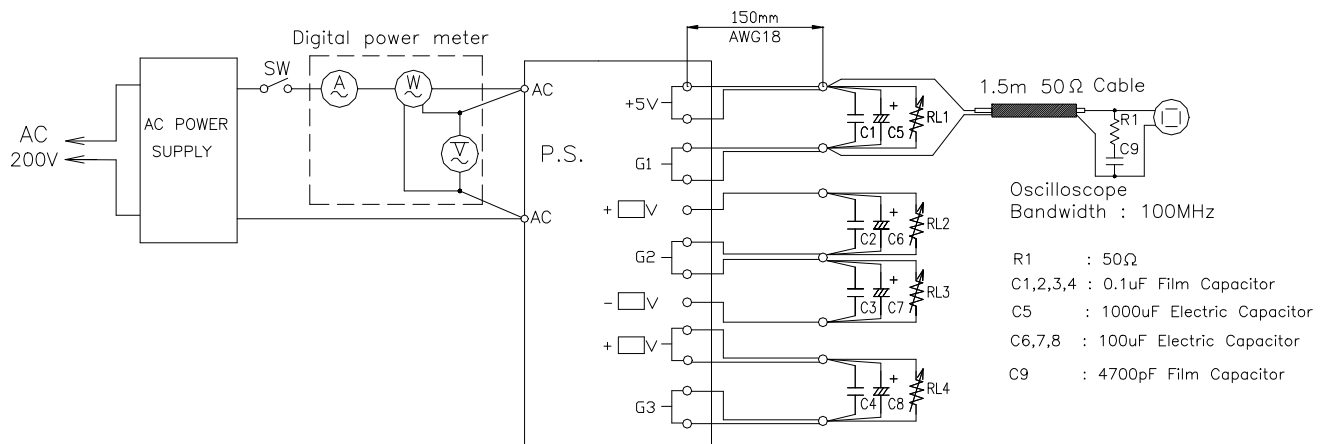 150mm
AWG18
Digital power meter
SW
A
W
V
AC
AC
AC
200V
AC POWER
SUPPLY
P.S.
+5V
G1
+ V
G2
- V
+ V
G3
C1
+
C5
RL1
C2
+
C6
RL2
C3
C7
RL3
C4
+
C8
RL4
1.5m 50Ω Cable
R1
C9
Oscilloscope
Bandwidth : 100MHz
R1 : 50Ω
C1,2,3,4 : 0.1uF Film Capacitor
C5 : 1000uF Electric Capacitor
C6,7,8 : 100uF Electric Capacitor
C9 : 4700pF Film Capacitor